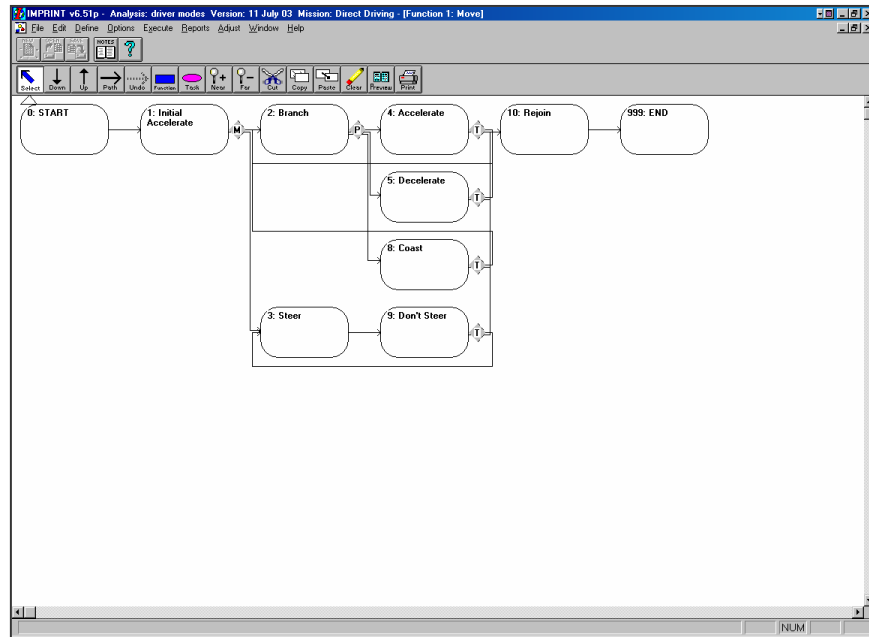 IMPRINT v6.51p - Analysis: driver modes Version: 11 July 03 Mission: Direct Driving - [Function 1: Move]
File Edit Define Options Execute Reports Adjust Window Help
NOTES
Select Down Up Path Undo Function Task Near Far Cut Copy Paste Clear Preview Print
0: START
1: Initial Accelerate
2: Branch
4: Accelerate
10: Rejoin
999: END
M
P
T
5: Decelerate
T
8: Coast
T
3: Steer
9: Don't Steer
T
NUM